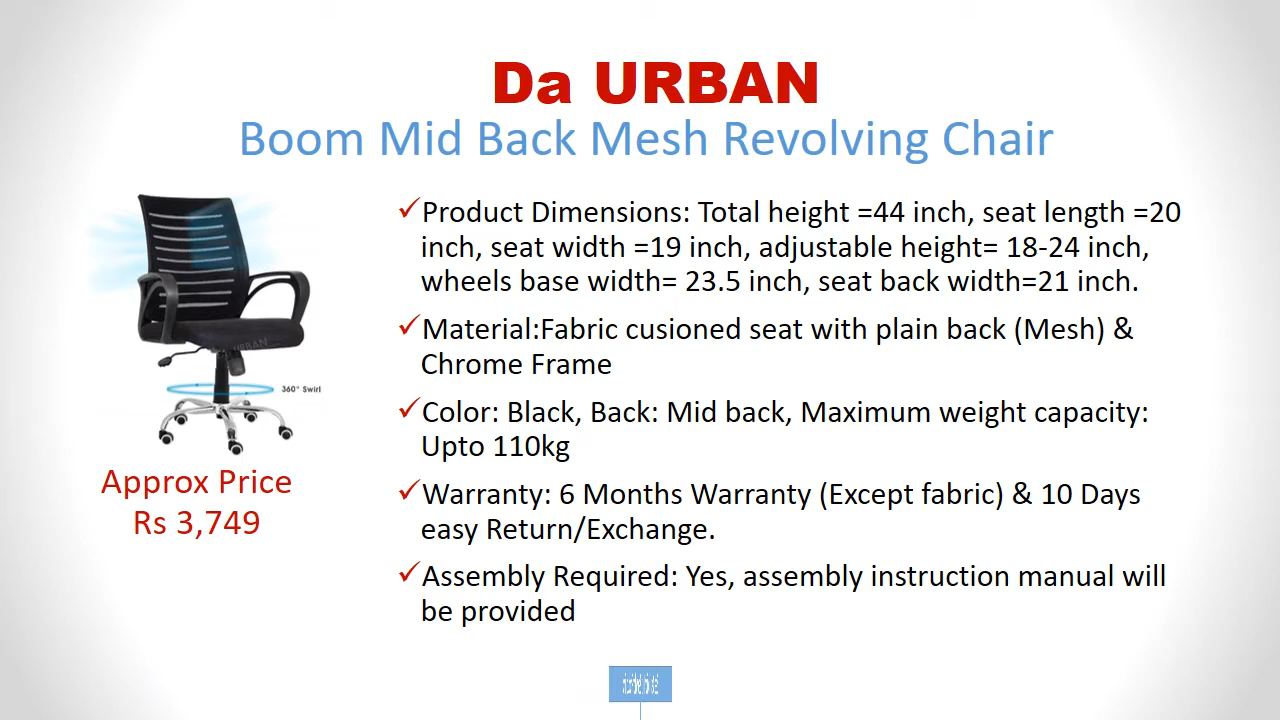 Da URBAN
Boom Mid Back Mesh Revolving Chair
✓Product Dimensions: Total height =44 inch, seat length =20
inch, seat width =19 inch, adjustable height= 18-24 inch,
wheels base width= 23.5 inch, seat back width=21 inch.
✓Material:Fabric cusioned seat with plain back (Mesh) &
Chrome Frame
✓Color: Black, Back: Mid back, Maximum weight capacity:
Upto 110kg
✓Warranty: 6 Months Warranty (Except fabric) & 10 Days
easy Return/Exchange.
✓Assembly Required: Yes, assembly instruction manual will
be provided
URBAN
360° Swirl
Approx Price
Rs 3,749